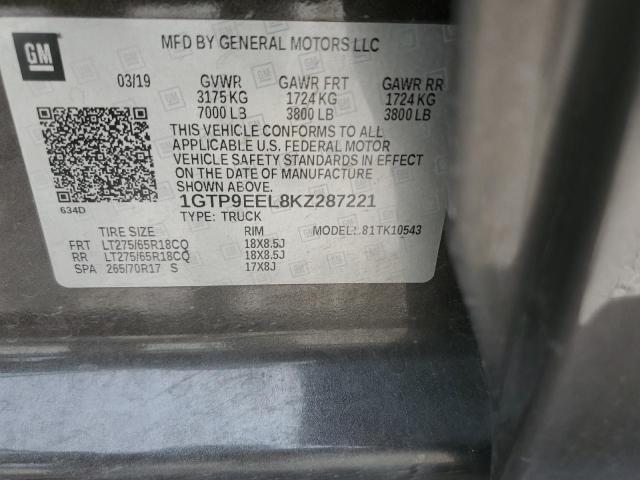 GM
MFD BY GENERAL MOTORS LLC
03/19 GVWR GAWR FRT GAWR RR
3175 KG 1724 KG 1724 KG
7000 LB 3800 LB 3800 LB
THIS VEHICLE CONFORMS TO ALL
APPLICABLE U.S. FEDERAL MOTOR
VEHICLE SAFETY STANDARDS IN EFFECT
ON THE DATE OF MANUFACTURE
SHOWN ABOVE
634D
1GTP9EEL8KZ287221
TYPE: TRUCK
TIRE SIZE RIM MODEL: 81TK10543
FRT LT275/65R18CQ 18X8.5J
RR LT275/65R18CQ 18X8.5J
SPA 265/70R17 S 17X8J